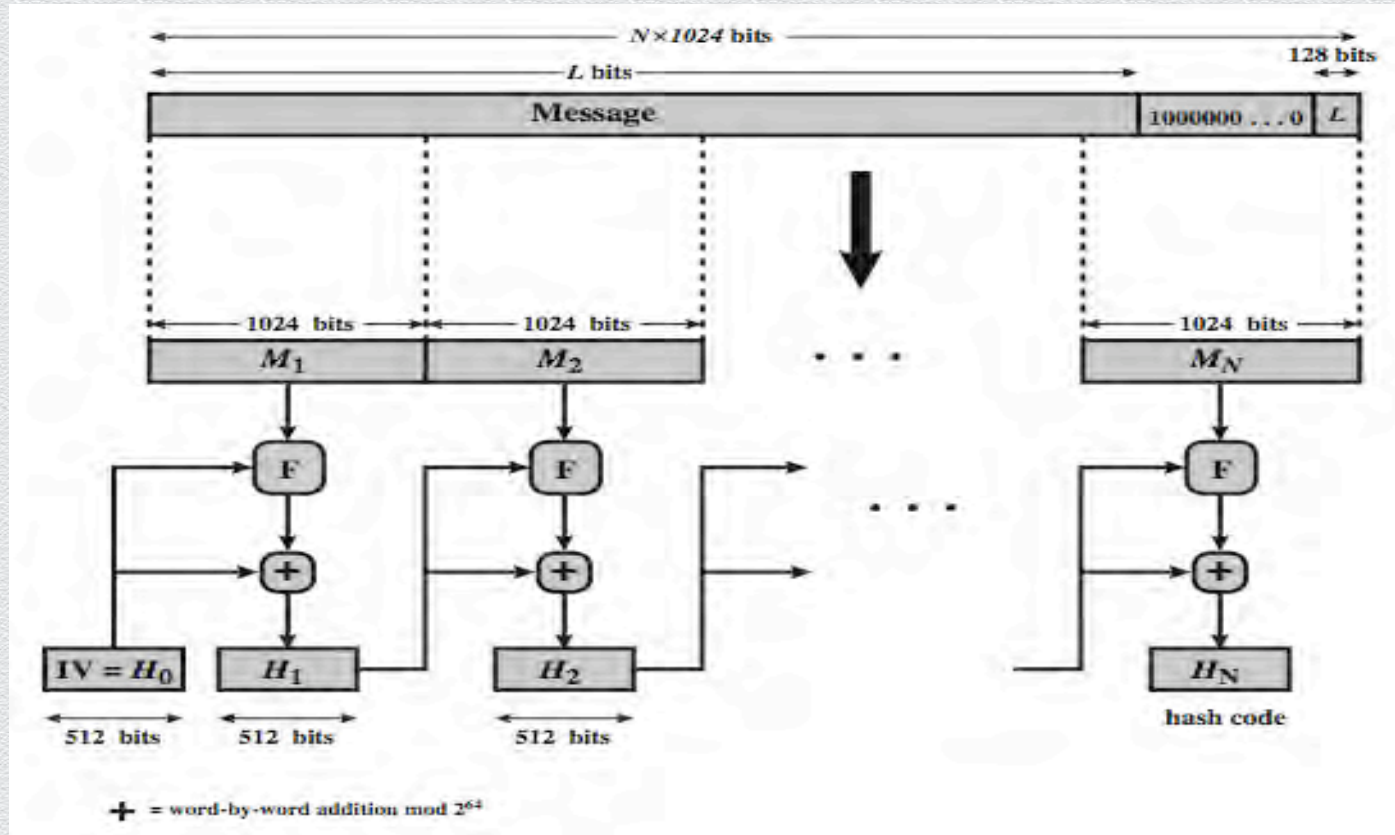 N×1024 bits
128 bits
L bits
Message 1000000 . . . 0 L
1024 bits 1024 bits 1024 bits
M1 M2 . . . MN
F F F
. . .
+ + +
IV = H0 H1 H2 HN
512 bits 512 bits 512 bits
hash code
+ = word-by-word addition mod 2^64